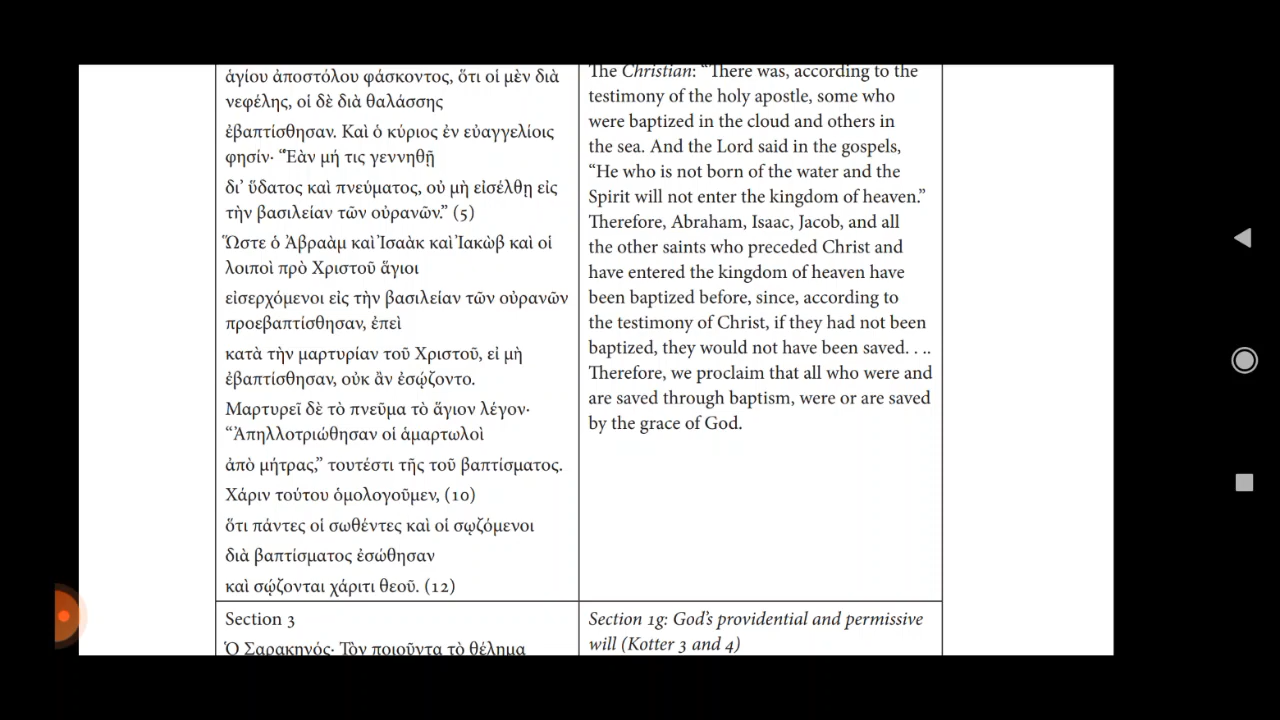 ἁγίου ἀποστόλου φάσκοντος, ὅτι οἱ μὲν διὰ
νεφέλης, οἱ δὲ διὰ θαλάσσης
ἐβαπτίσθησαν. Καὶ ὁ κύριος ἐν εὐαγγελίοις
φησίν· “Ἐὰν μή τις γεννηθῇ
δι’ ὕδατος καὶ πνεύματος, οὐ μὴ εἰσέλθῃ εἰς
τὴν βασιλείαν τῶν οὐρανῶν.” (5)
Ὥστε ὁ Ἀβραὰμ καὶ Ἰσαὰκ καὶ Ἰακὼβ καὶ οἱ
λοιποὶ πρὸ Χριστοῦ ἅγιοι
εἰσερχόμενοι εἰς τὴν βασιλείαν τῶν οὐρανῶν
προεβαπτίσθησαν, ἐπεὶ
κατὰ τὴν μαρτυρίαν τοῦ Χριστοῦ, εἰ μὴ
ἐβαπτίσθησαν, οὐκ ἂν ἐσῴζοντο.
Μαρτυρεῖ δὲ τὸ πνεῦμα τὸ ἅγιον λέγον·
“Ἀπηλλοτριώθησαν οἱ ἁμαρτωλοὶ
ἀπὸ μήτρας,” τουτέστι τῆς τοῦ βαπτίσματος.
Χάριν τούτου ὁμολογοῦμεν, (10)
ὅτι πάντες οἱ σωθέντες καὶ οἱ σῳζόμενοι
διὰ βαπτίσματος ἐσώθησαν
καὶ σῴζονται χάριτι θεοῦ. (12)
The Christian: “There was, according to the
testimony of the holy apostle, some who
were baptized in the cloud and others in
the sea. And the Lord said in the gospels,
“He who is not born of the water and the
Spirit will not enter the kingdom of heaven.”
Therefore, Abraham, Isaac, Jacob, and all
the other saints who preceded Christ and
have entered the kingdom of heaven have
been baptized before, since, according to
the testimony of Christ, if they had not been
baptized, they would not have been saved. . ..
Therefore, we proclaim that all who were and
are saved through baptism, were or are saved
by the grace of God.
Section 3
Ὁ Σαρακηνός· Τὸν ποιοῦντα τὸ θέλημα
Section 1g: God’s providential and permissive
will (Kotter 3 and 4)